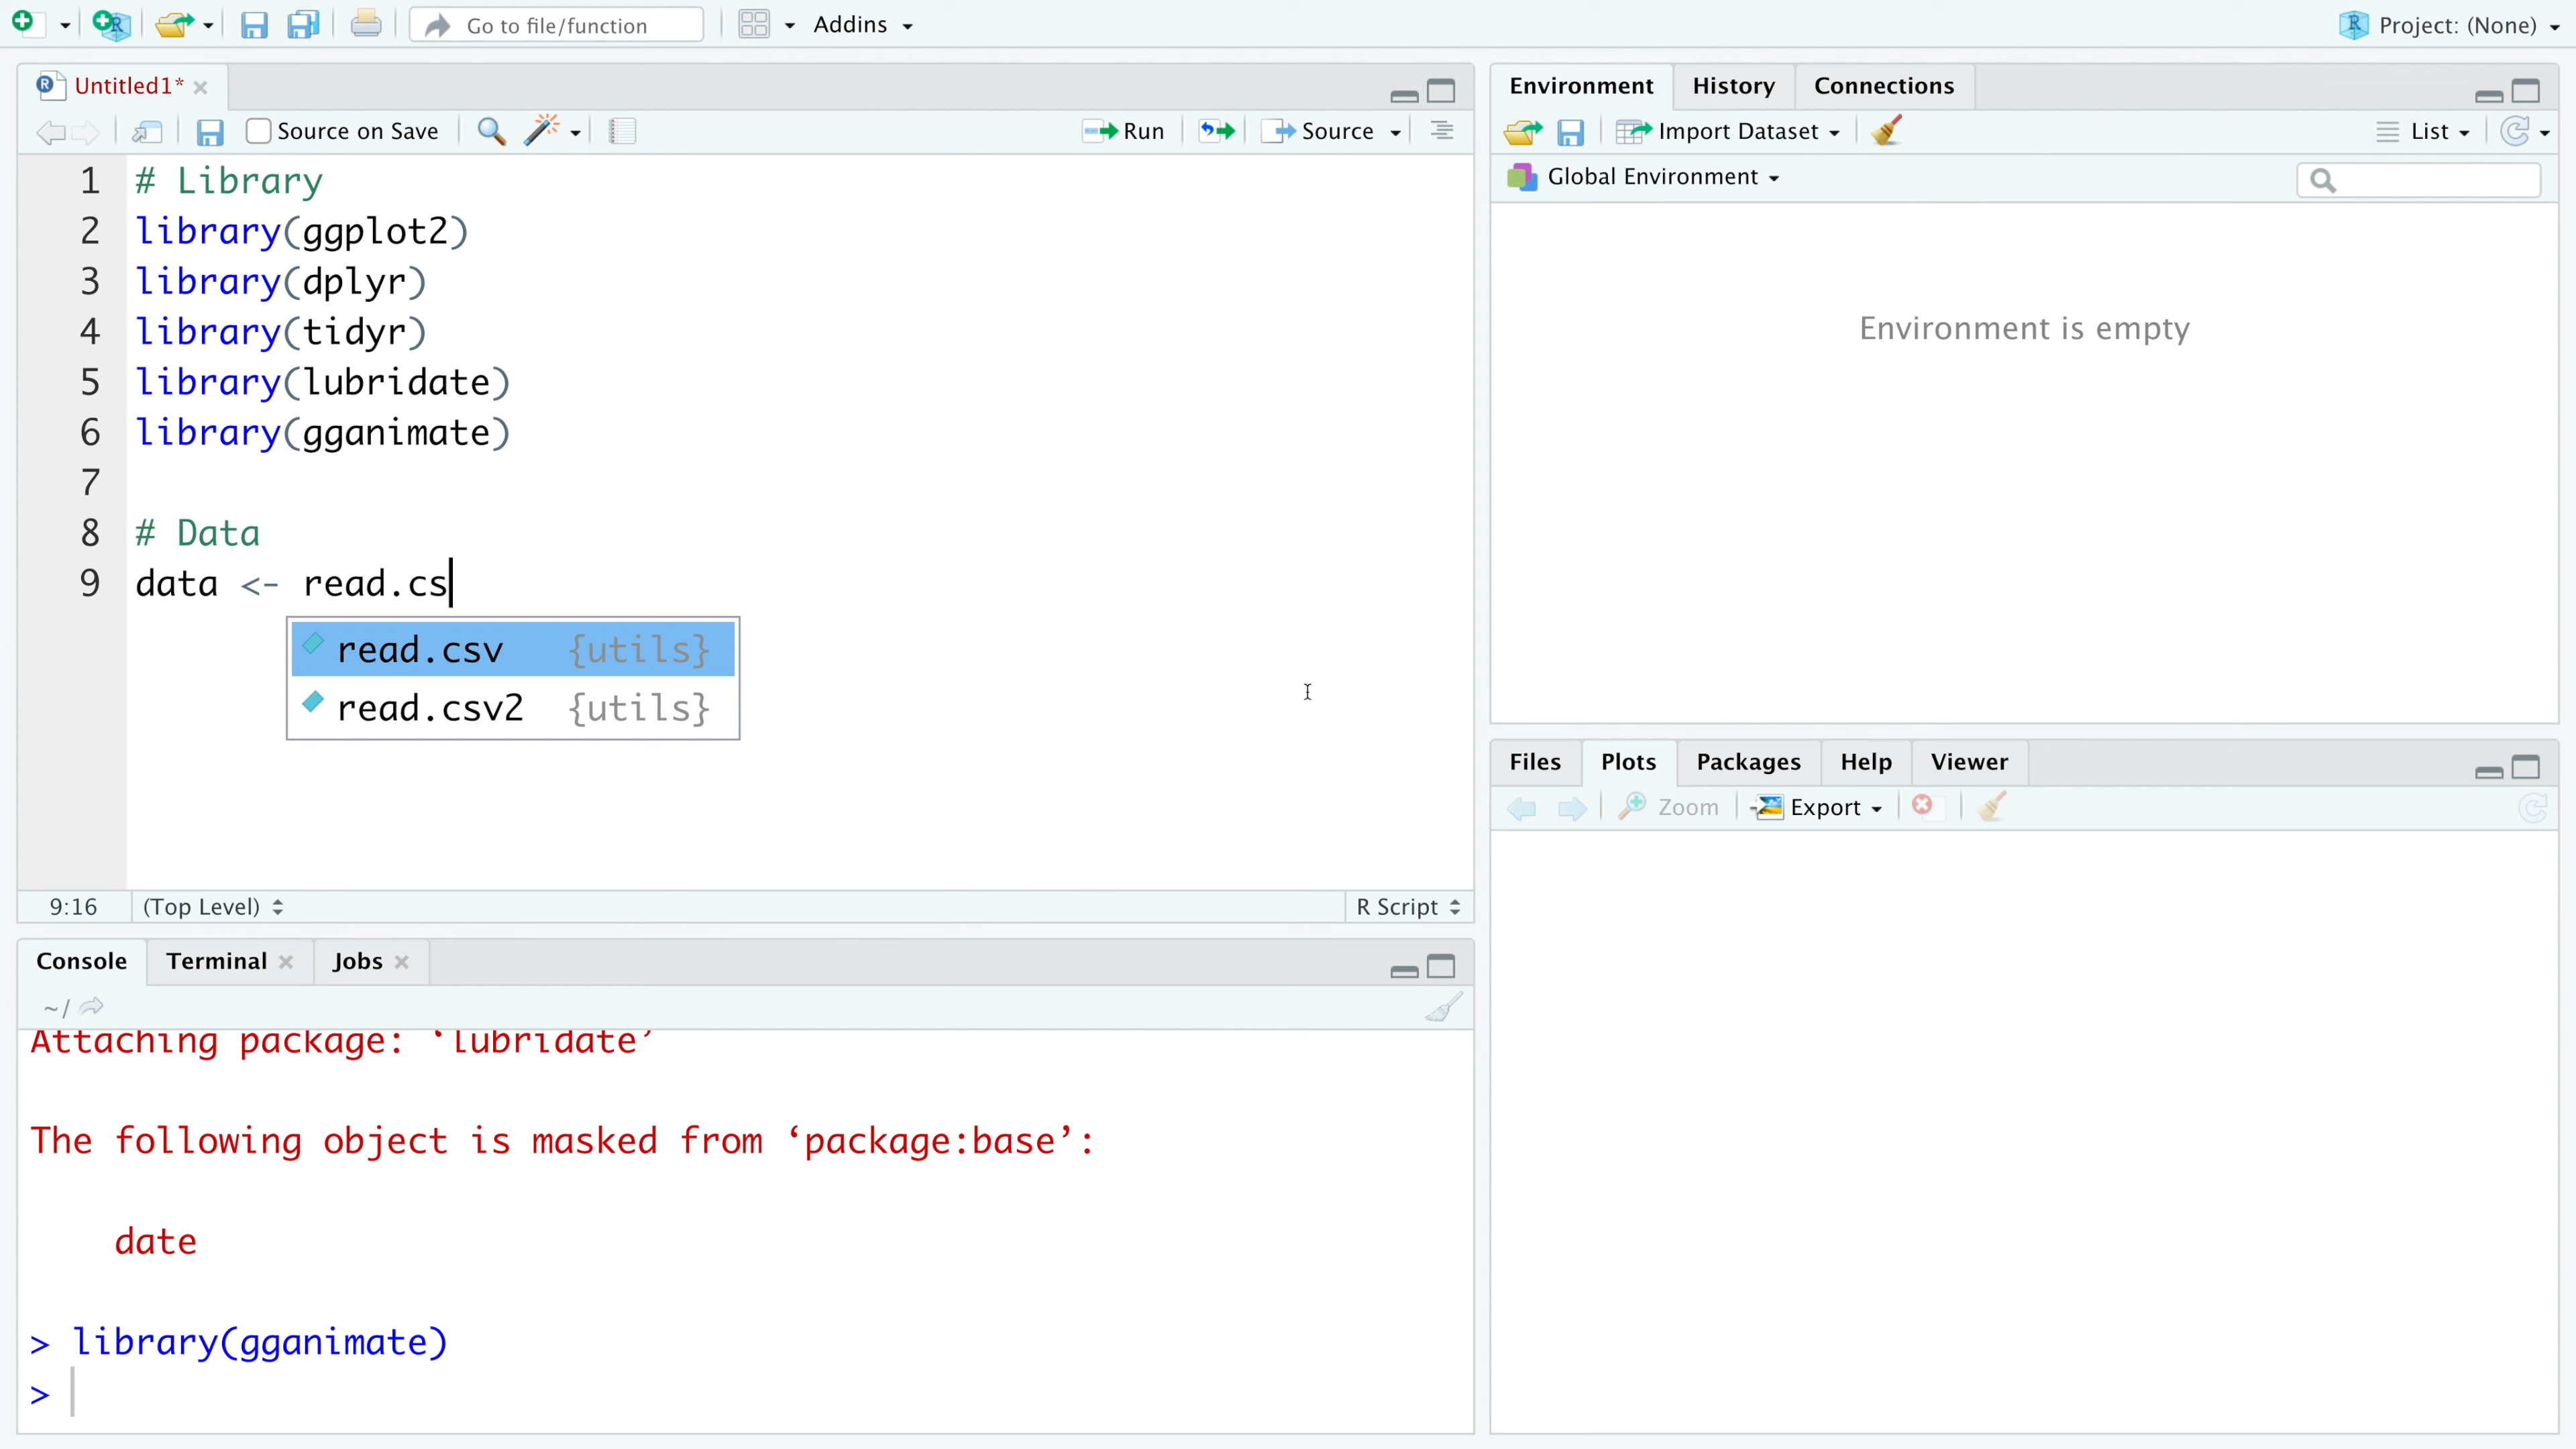 Go to file/function Addins Project: (None)
Untitled1*
Source on Save Run Source
1 # Library
2 library(ggplot2)
3 library(dplyr)
4 library(tidyr)
5 library(lubridate)
6 library(gganimate)
7
8 # Data
9 data <- read.cs
read.csv {utils}
read.csv2 {utils}
9:16 (Top Level) R Script
Console Terminal Jobs
~/
Attaching package: ‘lubridate’
The following object is masked from ‘package:base’:
date
> library(gganimate)
>
Environment History Connections
Import Dataset List
Global Environment
Environment is empty
Files Plots Packages Help Viewer
Zoom Export